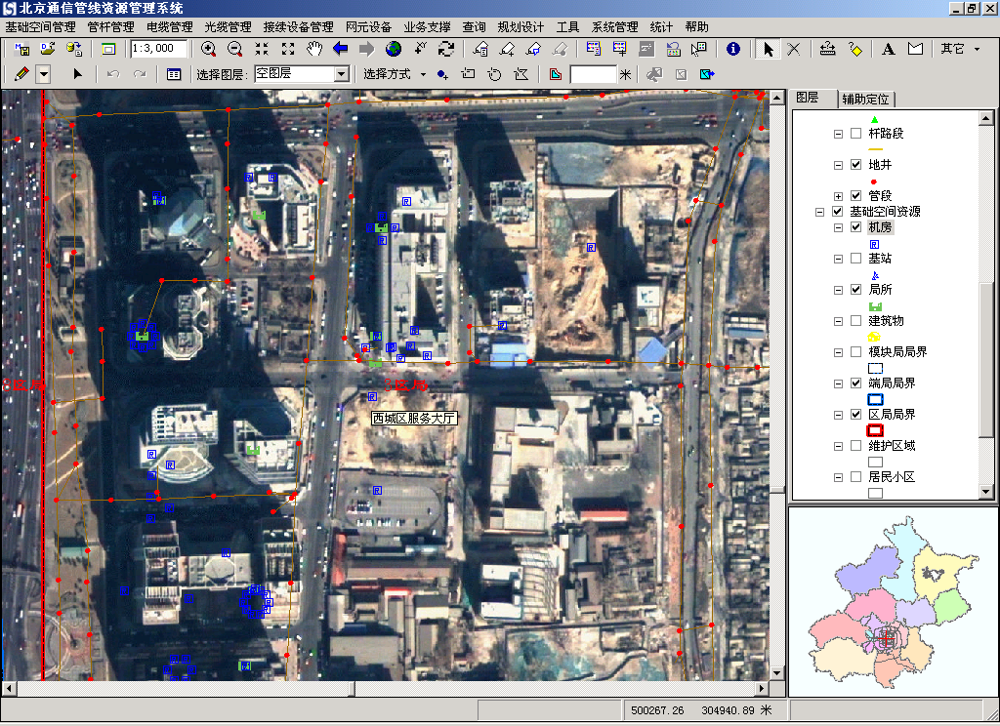 北京通信管线资源管理系统
基础空间管理 管杆管理 电缆管理 光缆管理 接续设备管理 网元设备 业务支撑 查询 规划设计 工具 系统管理 统计 帮助
1:3,000 A 其它
选择图层: 空图层 选择方式 米
图层 辅助定位
杆路段
地井
管段
基础空间资源
机房
基站
局所
建筑物
模块局局界
端局局界
区局局界
维护区域
居民小区
西城区服务大厅
500267.26 304940.89 米